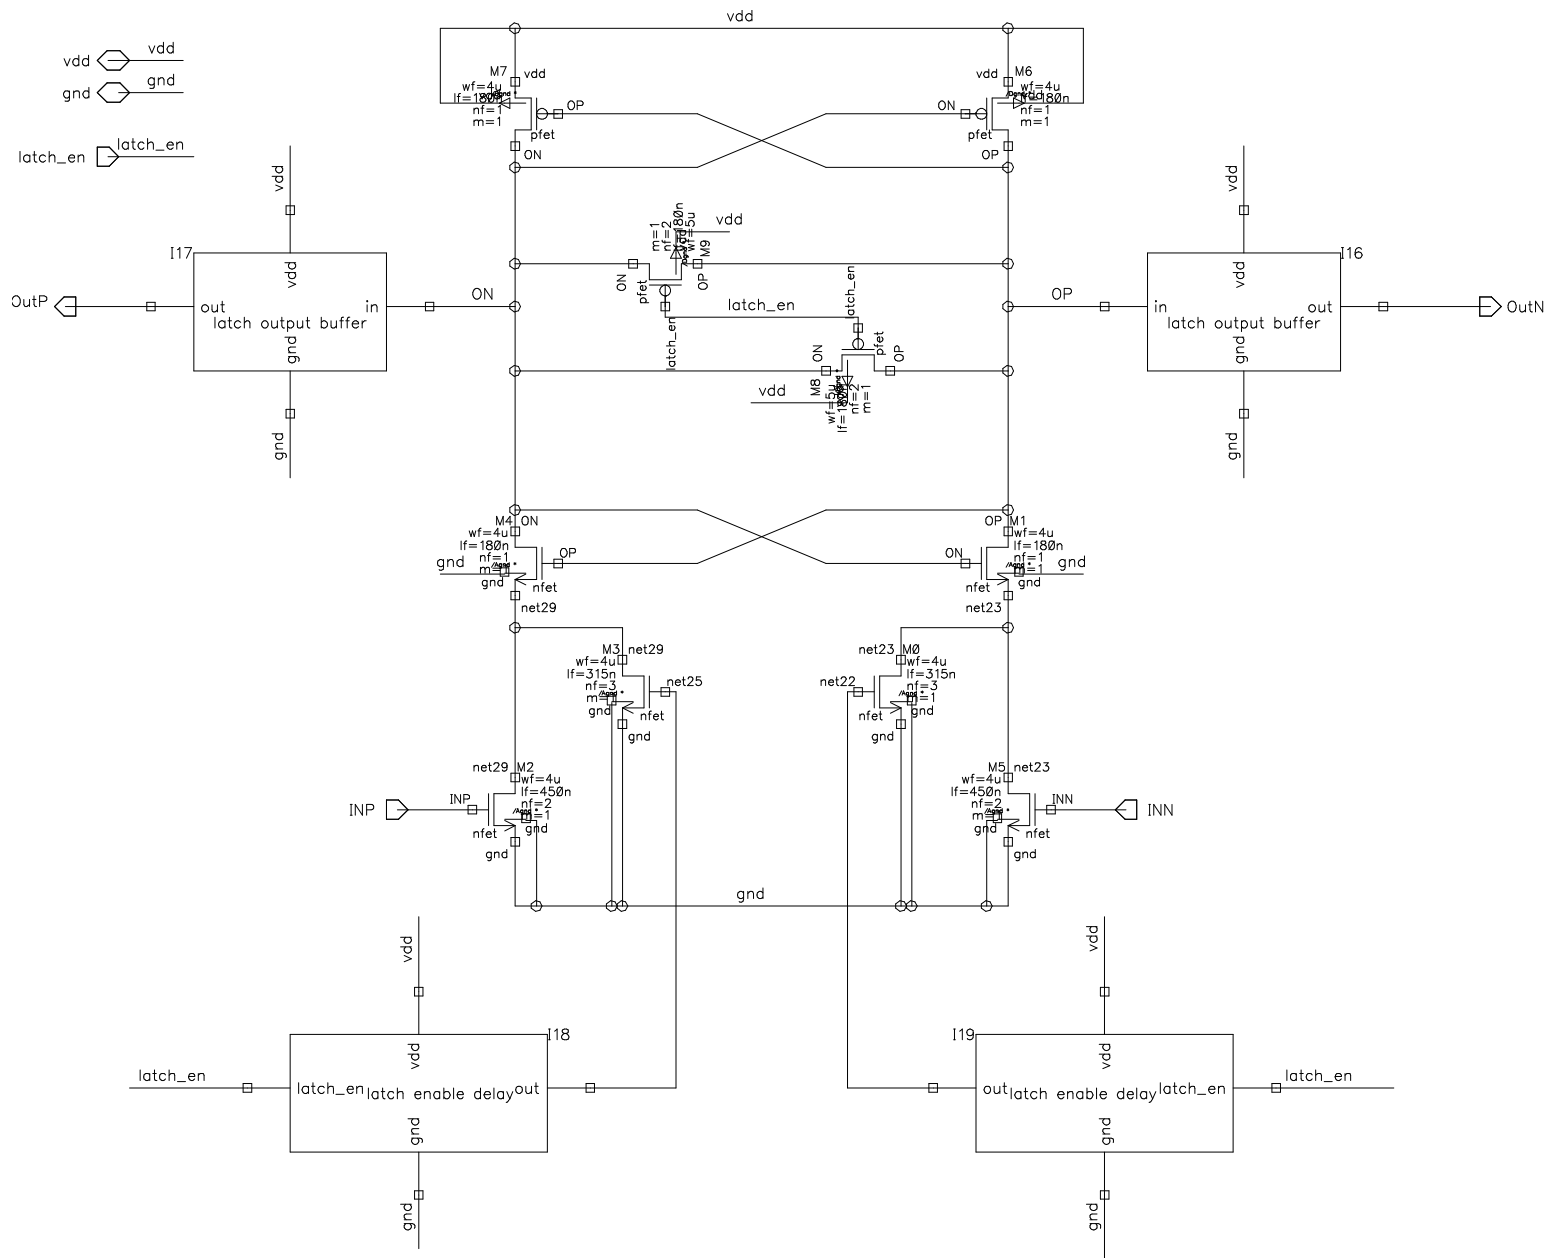 vdd
vdd
vdd
gnd
gnd
latch_en
latch_en
M7
vdd
wf=4u
lf=180n
nf=1
m=1
OP
pfet
ON
vdd
M6
wf=4u
lf=180n
nf=1
m=1
ON
pfet
OP
vdd
I17
vdd
OutP
out
in
latch output buffer
gnd
gnd
ON
m=1
nf=2
lf=180n
wf=5u
vdd
M9
ON
pfet
OP
latch_en
latch_en
latch_en
pfet
ON
OP
vdd
M8
wf=5u
lf=180n
nf=2
m=1
OP
vdd
I16
vdd
in
out
OutN
latch output buffer
gnd
gnd
M4
ON
wf=4u
lf=180n
nf=1
OP
gnd
gnd
nfet
net29
OP
M1
wf=4u
lf=180n
nf=1
m=1
ON
gnd
gnd
nfet
net23
M3
net29
wf=4u
lf=315n
nf=3
net25
gnd
nfet
gnd
net23
M0
wf=4u
lf=315n
nf=3
m=1
net22
gnd
nfet
gnd
net29
M2
wf=4u
lf=450n
nf=2
m=1
INP
INP
gnd
nfet
gnd
M5
net23
wf=4u
lf=450n
nf=2
INN
INN
gnd
nfet
gnd
gnd
vdd
I18
vdd
latch_en
latch_en
latch enable delay
out
gnd
gnd
vdd
I19
vdd
out
latch enable delay
latch_en
latch_en
gnd
gnd